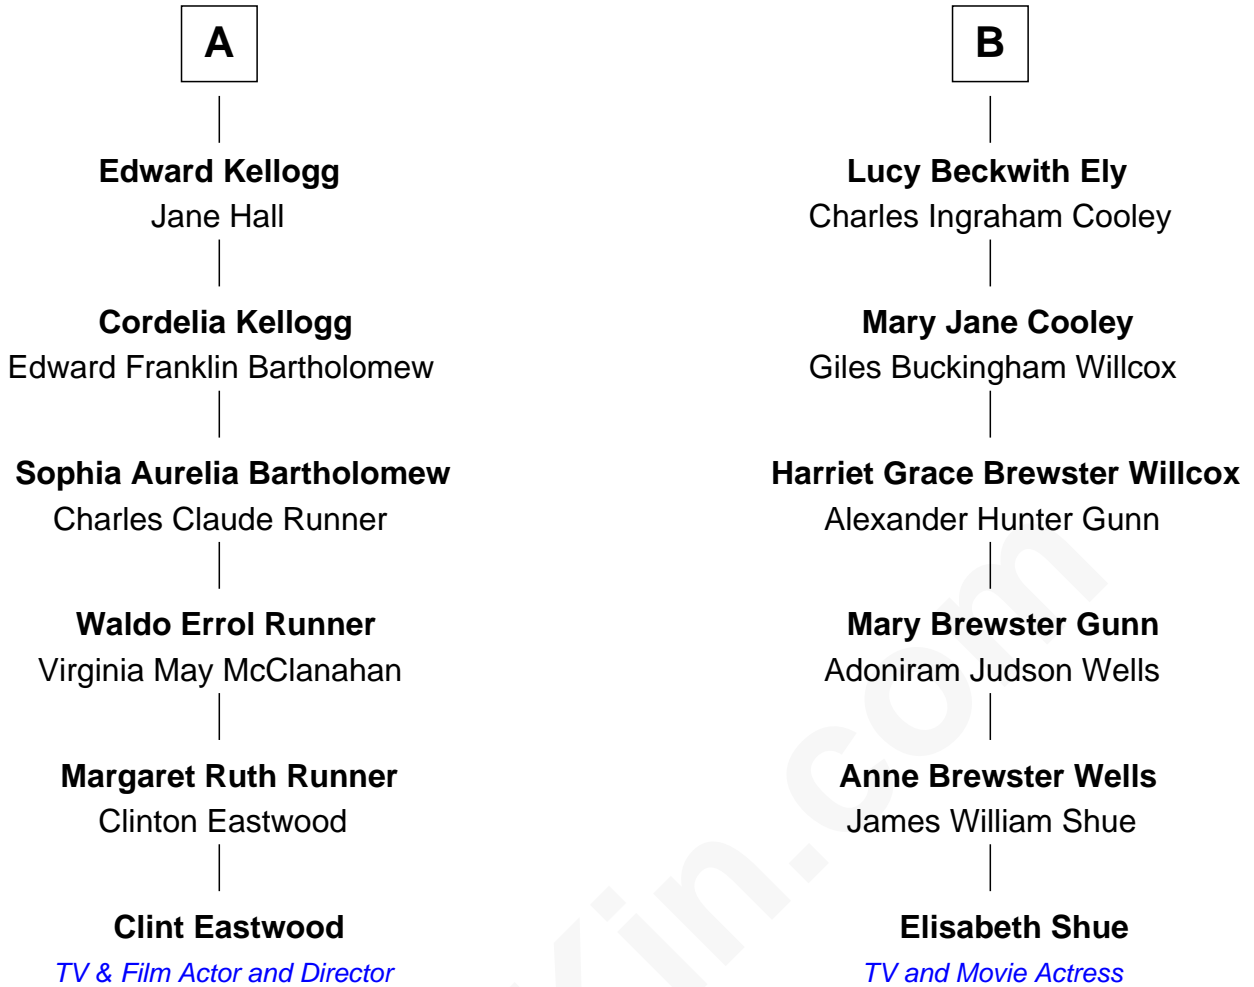 A
Edward Kellogg
Jane Hall
Cordelia Kellogg
Edward Franklin Bartholomew
Sophia Aurelia Bartholomew
Charles Claude Runner
Waldo Errol Runner
Virginia May McClanahan
Margaret Ruth Runner
Clinton Eastwood
Clint Eastwood
TV & Film Actor and Director
B
Lucy Beckwith Ely
Charles Ingraham Cooley
Mary Jane Cooley
Giles Buckingham Willcox
Harriet Grace Brewster Willcox
Alexander Hunter Gunn
Mary Brewster Gunn
Adoniram Judson Wells
Anne Brewster Wells
James William Shue
Elisabeth Shue
TV and Movie Actress
Kin.com